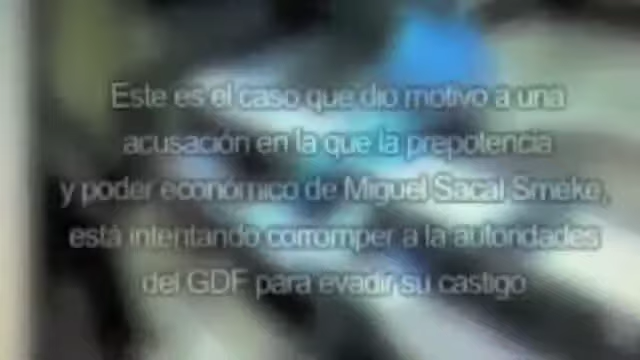 Este es el caso que dio motivo a una
acusación en la que la prepotencia
y poder económico de Miguel Sacal Smeke,
está intentando corromper a la autoridades
del GDF para evadir su castigo